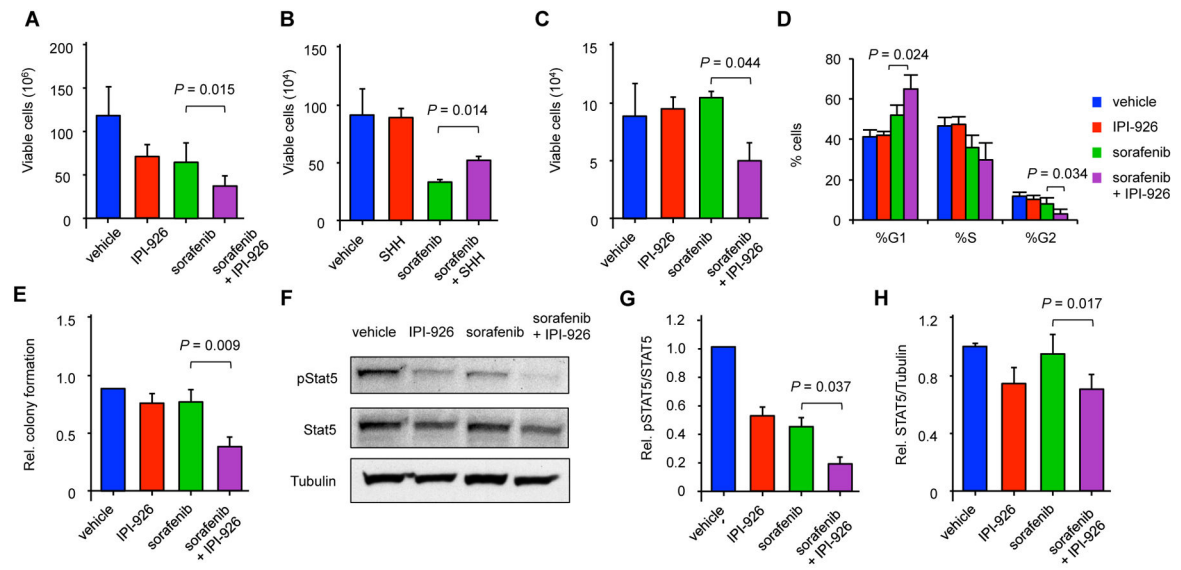 A
Viable cells (10⁶)
200
150
100
50
0
P = 0.015
vehicle
IPI-926
sorafenib
sorafenib
+ IPI-926
B
Viable cells (10⁴)
150
100
50
0
P = 0.014
vehicle
SHH
sorafenib
sorafenib
+ SHH
C
Viable cells (10⁴)
15
10
5
0
P = 0.044
vehicle
IPI-926
sorafenib
sorafenib
+ IPI-926
D
% cells
80
60
40
20
0
P = 0.024
P = 0.034
%G1
%S
%G2
vehicle
IPI-926
sorafenib
sorafenib
+ IPI-926
E
Rel. colony formation
1.5
1.0
0.5
0
P = 0.009
vehicle
IPI-926
sorafenib
sorafenib
+ IPI-926
F
vehicle
IPI-926
sorafenib
sorafenib
+ IPI-926
pStat5
Stat5
Tubulin
G
Rel. pSTAT5/STAT5
1.2
1.0
0.8
0.6
0.4
0.2
0
P = 0.037
vehicle
-
IPI-926
sorafenib
sorafenib
+ IPI-926
H
Rel. STAT5/Tubulin
1.2
0.8
0.4
0
P = 0.017
vehicle
IPI-926
sorafenib
sorafenib
+ IPI-926